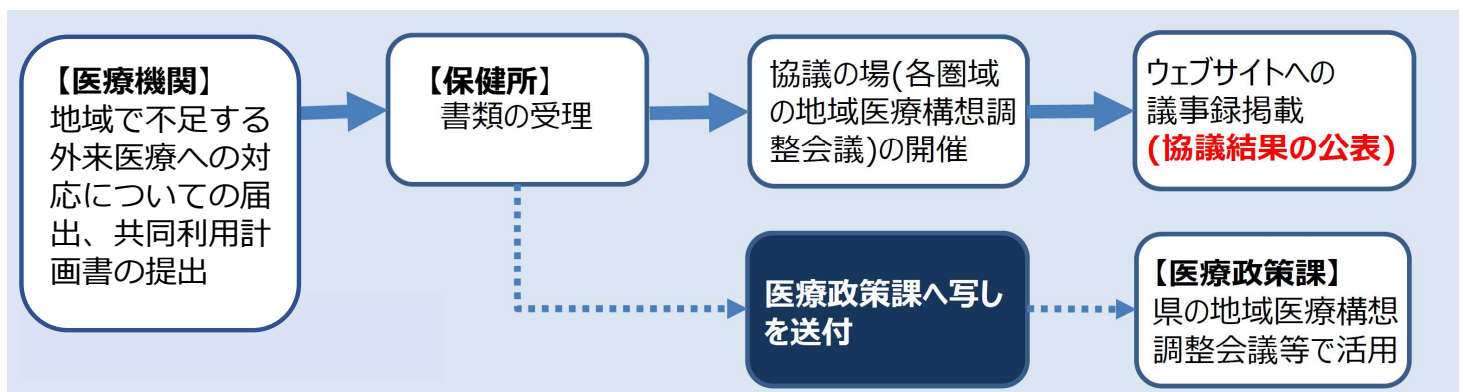 【医療機関】
地域で不足する
外来医療への対
応についての届
出、共同利用計
画書の提出
【保健所】
書類の受理
協議の場(各圏域
の地域医療構想調
整会議)の開催
ウェブサイトへの
議事録掲載
(協議結果の公表)
医療政策課へ写し
を送付
【医療政策課】
県の地域医療構想
調整会議等で活用